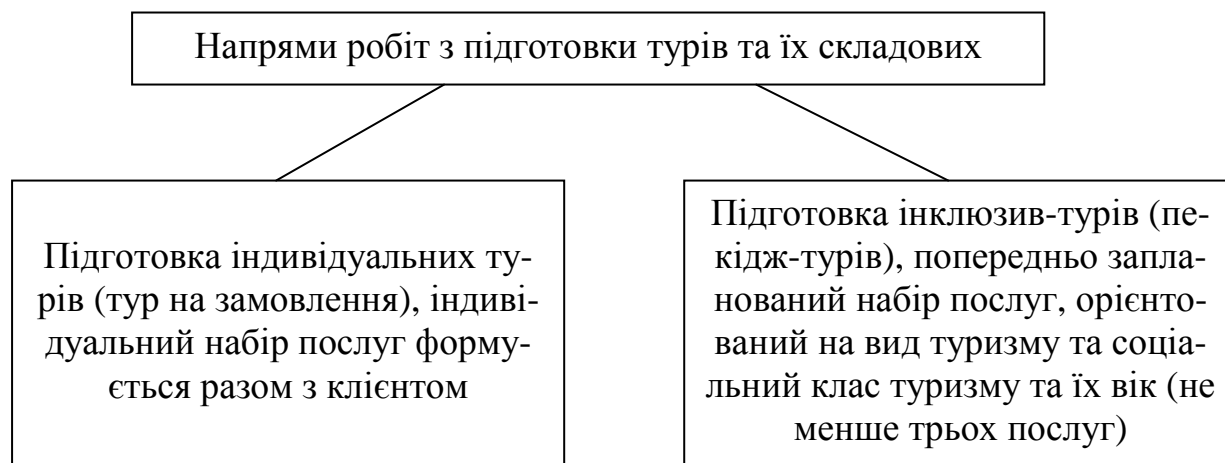 Напрями робіт з підготовки турів та їх складових
Підготовка індивідуальних ту-
рів (тур на замовлення), індиві-
дуальний набір послуг форму-
ється разом з клієнтом
Підготовка інклюзив-турів (пе-
кідж-турів), попередньо запла-
нований набір послуг, орієнто-
ваний на вид туризму та соціа-
льний клас туризму та їх вік (не
менше трьох послуг)